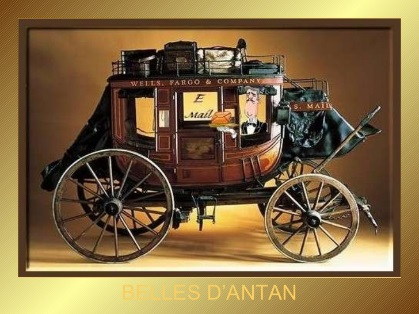 WELLS, FARGO & COMPANY
E
Mail
S. MAIL
BELLES D'ANTAN